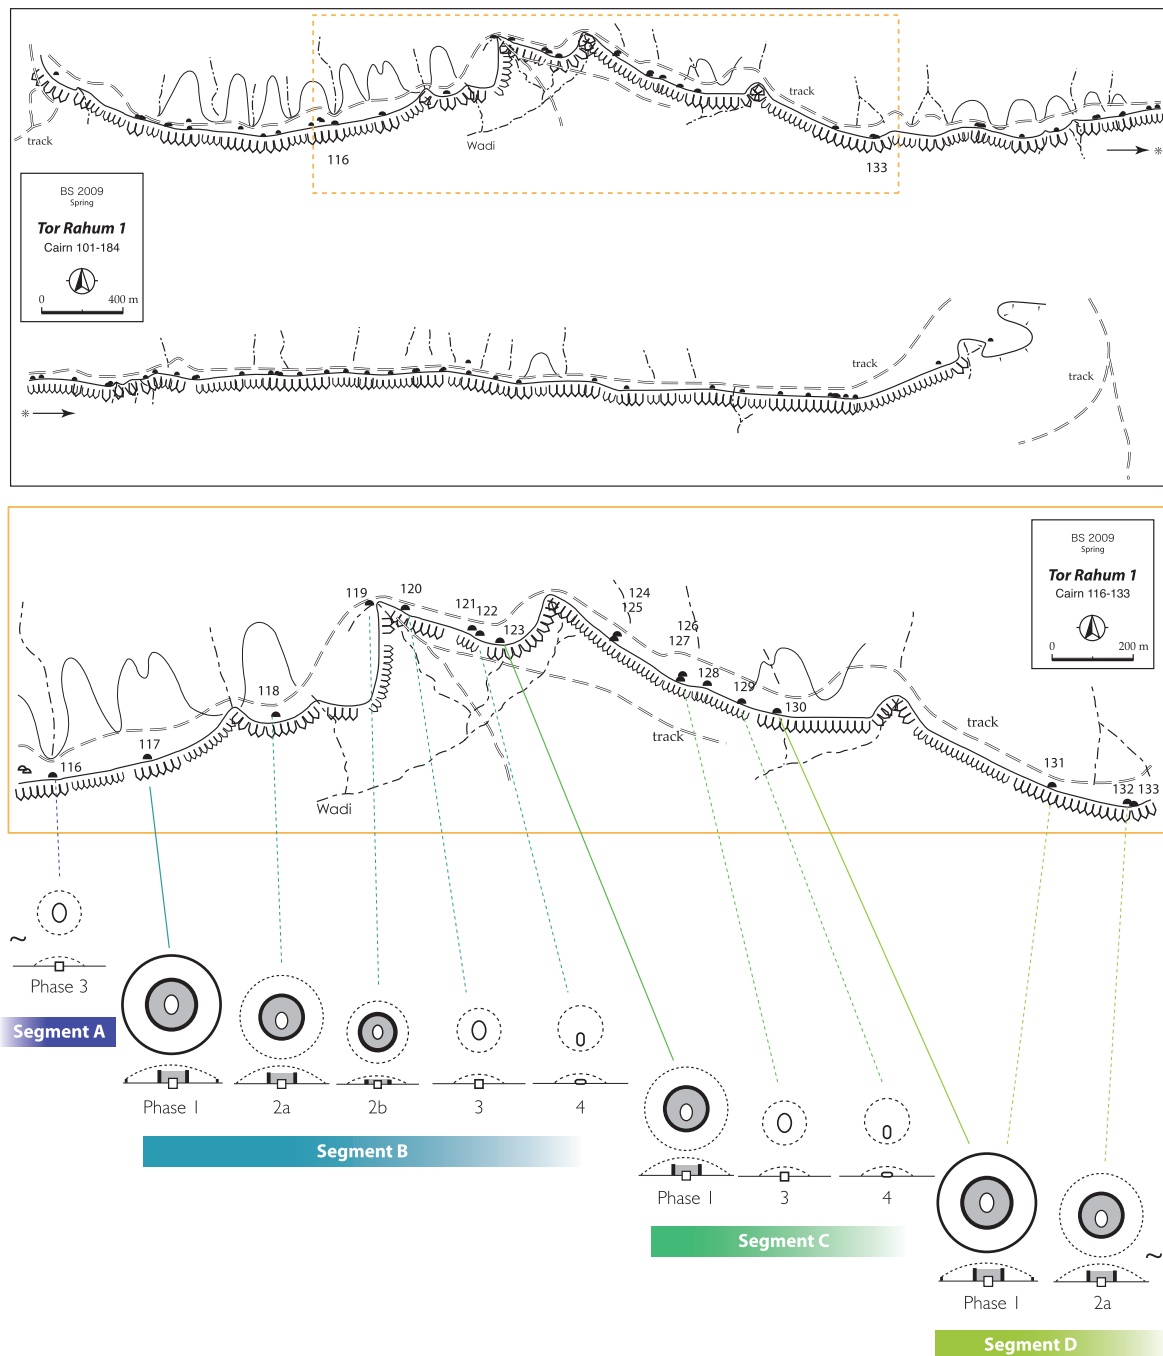 track
116
Wadi
track
133
✳
BS 2009
Spring
Tor Rahum 1
Cairn 101-184
0 400 m
track
track
✳
BS 2009
Spring
Tor Rahum 1
Cairn 116-133
0 200 m
119
120
121
122
123
124
125
126
127
128
129
130
118
117
116
track
track
131
132 133
Wadi
~
Phase 3
Segment A
Phase 1
2a
2b
3
4
Segment B
Phase 1
3
4
Segment C
~
Phase 1
2a
Segment D